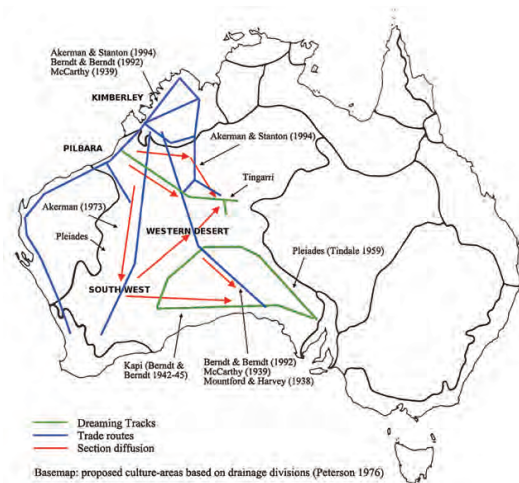 Akerman & Stanton (1994)
Berndt & Berndt (1992)
McCarthy (1939)
KIMBERLEY
Akerman & Stanton (1994)
PILBARA
Tingarri
Akerman (1973)
Pleiades
WESTERN DESERT
Pleiades (Tindale 1959)
SOUTH WEST
Kapi (Berndt &
Berndt 1942-45)
Berndt & Berndt (1992)
McCarthy (1939)
Mountford & Harvey (1938)
Dreaming Tracks
Trade routes
Section diffusion
Basemap: proposed culture-areas based on drainage divisions (Peterson 1976)